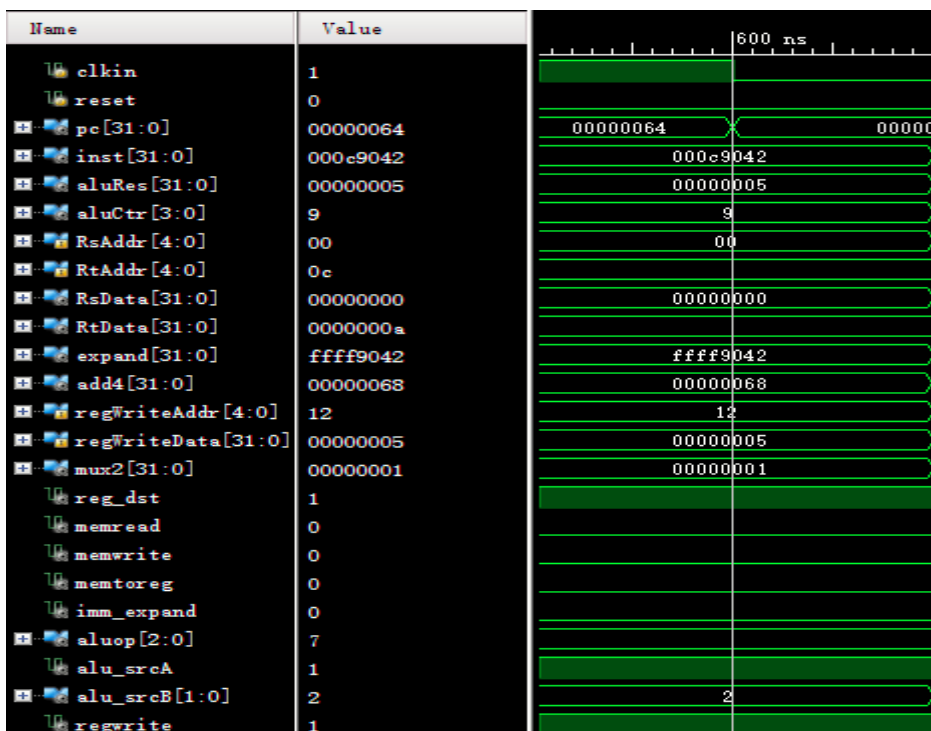 Name Value
600 ns
clkin 1
reset 0
pc[31:0] 00000064 00000064 00000
inst[31:0] 000c9042 000c9042
aluRes[31:0] 00000005 00000005
aluCtr[3:0] 9 9
RsAddr[4:0] 00 00
RtAddr[4:0] 0c
RsData[31:0] 00000000 00000000
RtData[31:0] 0000000a
expand[31:0] ffff9042 ffff9042
add4[31:0] 00000068 00000068
regWriteAddr[4:0] 12 12
regWriteData[31:0] 00000005 00000005
mux2[31:0] 00000001 00000001
reg_dst 1
memread 0
memwrite 0
memtoreg 0
imm_expand 0
aluop[2:0] 7
alu_srcA 1
alu_srcB[1:0] 2 2
regwrite 1